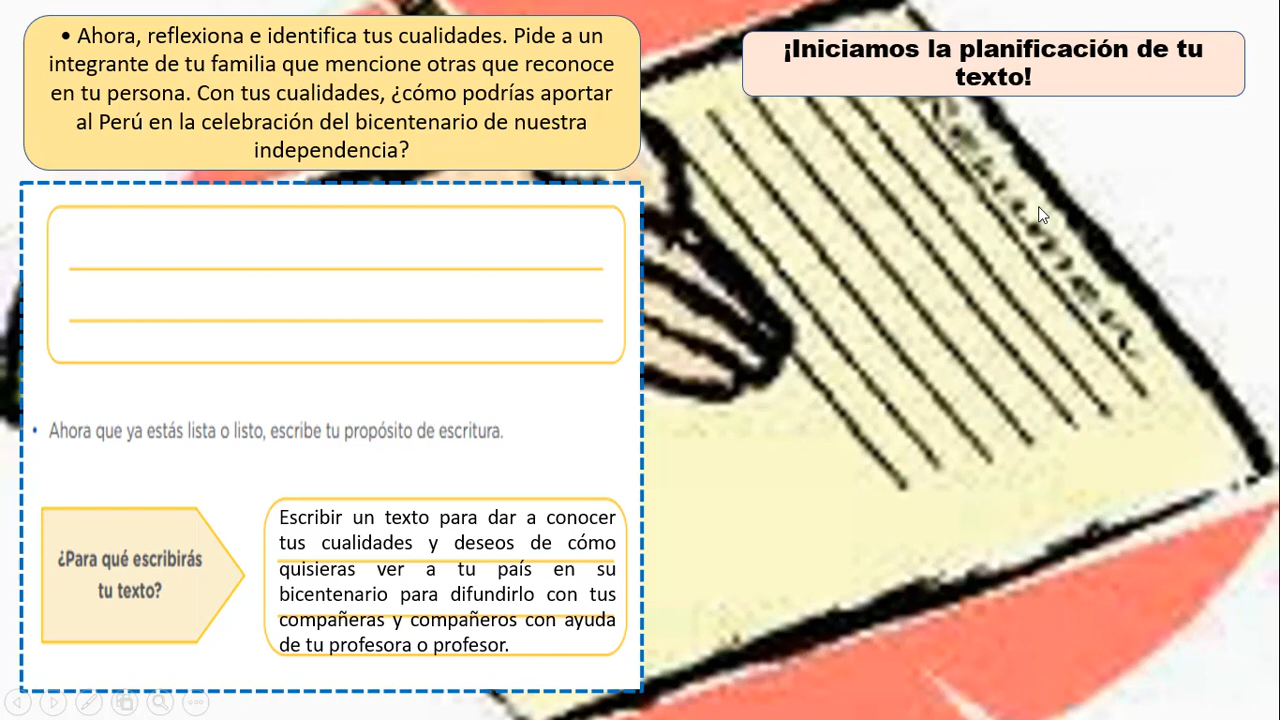 • Ahora, reflexiona e identifica tus cualidades. Pide a un
integrante de tu familia que mencione otras que reconoce
en tu persona. Con tus cualidades, ¿cómo podrías aportar
al Perú en la celebración del bicentenario de nuestra
independencia?
¡Iniciamos la planificación de tu
texto!
Resumen
• Ahora que ya estás lista o listo, escribe tu propósito de escritura.
¿Para qué escribirás
tu texto?
Escribir un texto para dar a conocer
tus cualidades y deseos de cómo
quisieras ver a tu país en su
bicentenario para difundirlo con tus
compañeras y compañeros con ayuda
de tu profesora o profesor.